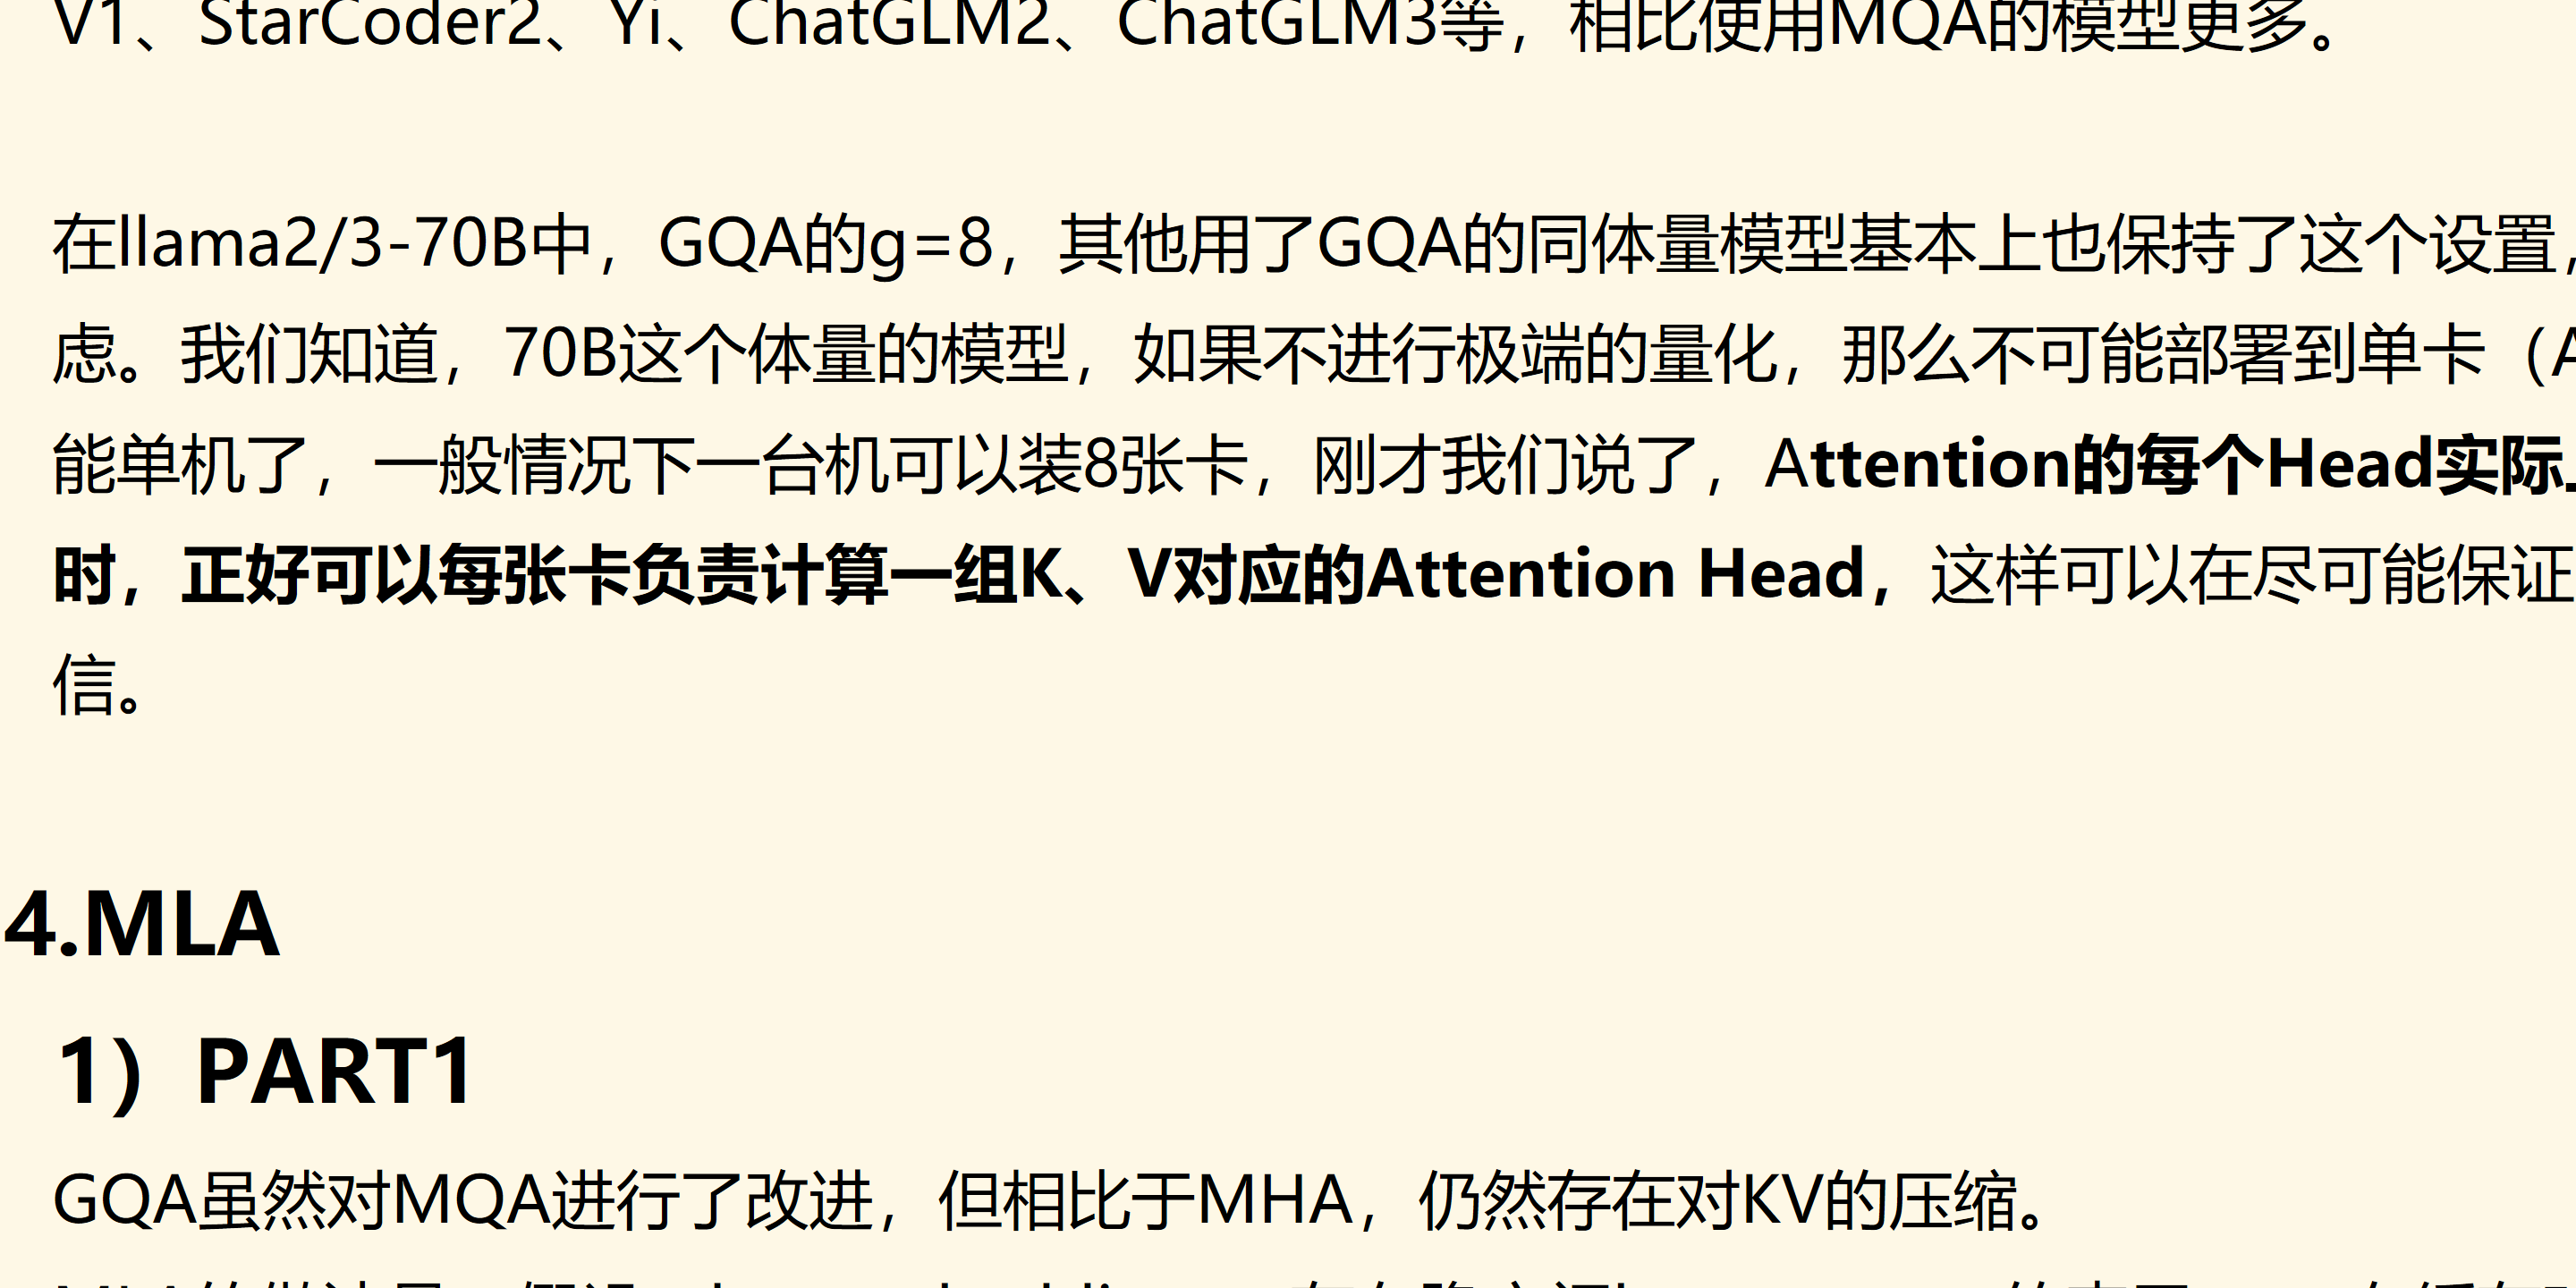 V1、StarCoder2、Yi、ChatGLM2、ChatGLM3等，相比使用MQA的模型更多。
在llama2/3-70B中，GQA的g=8，其他用了GQA的同体量模型基本上也保持了这个设置，
虑。我们知道，70B这个体量的模型，如果不进行极端的量化，那么不可能部署到单卡（A
能单机了，一般情况下一台机可以装8张卡，刚才我们说了，Attention的每个Head实际上
时，正好可以每张卡负责计算一组K、V对应的Attention Head，这样可以在尽可能保证
信。
4.MLA
1）PART1
GQA虽然对MQA进行了改进，但相比于MHA，仍然存在对KV的压缩。